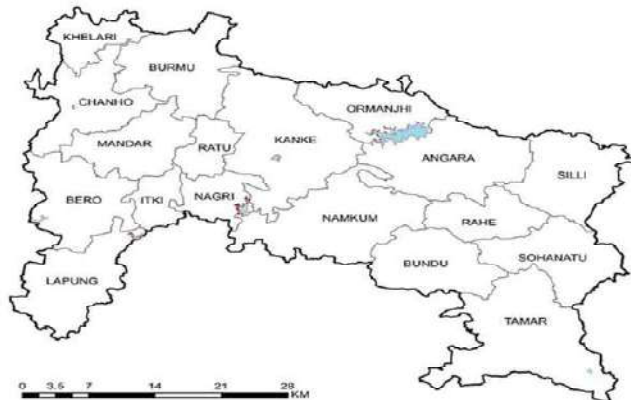 KHELARI
BURMU
CHANHO
ORMANJHI
MANDAR
RATU
KANKE
ANGARA
SILLI
BERO
ITKI
NAGRI
NAMKUM
RAHE
BUNDU
SOHANATU
LAPUNG
TAMAR
0 3.5 7 14 21 28
KM